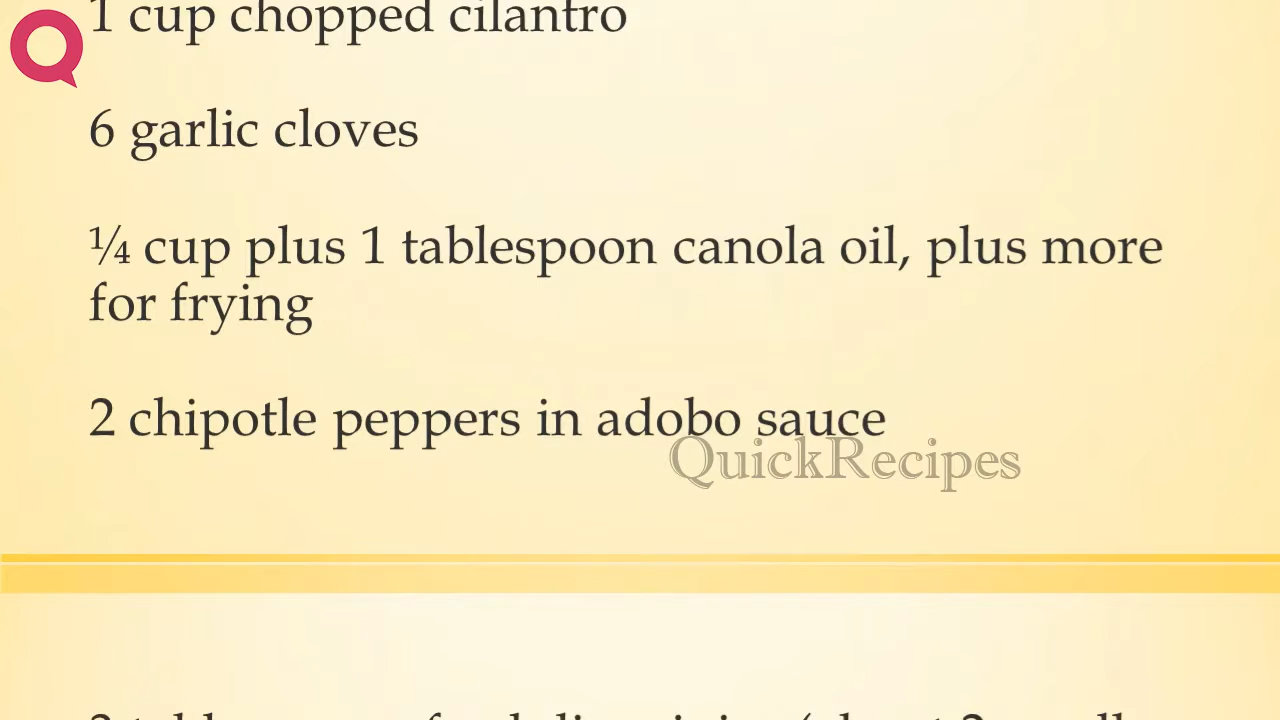 1 cup chopped cilantro
6 garlic cloves
¼ cup plus 1 tablespoon canola oil, plus more
for frying
2 chipotle peppers in adobo sauce
QuickRecipes